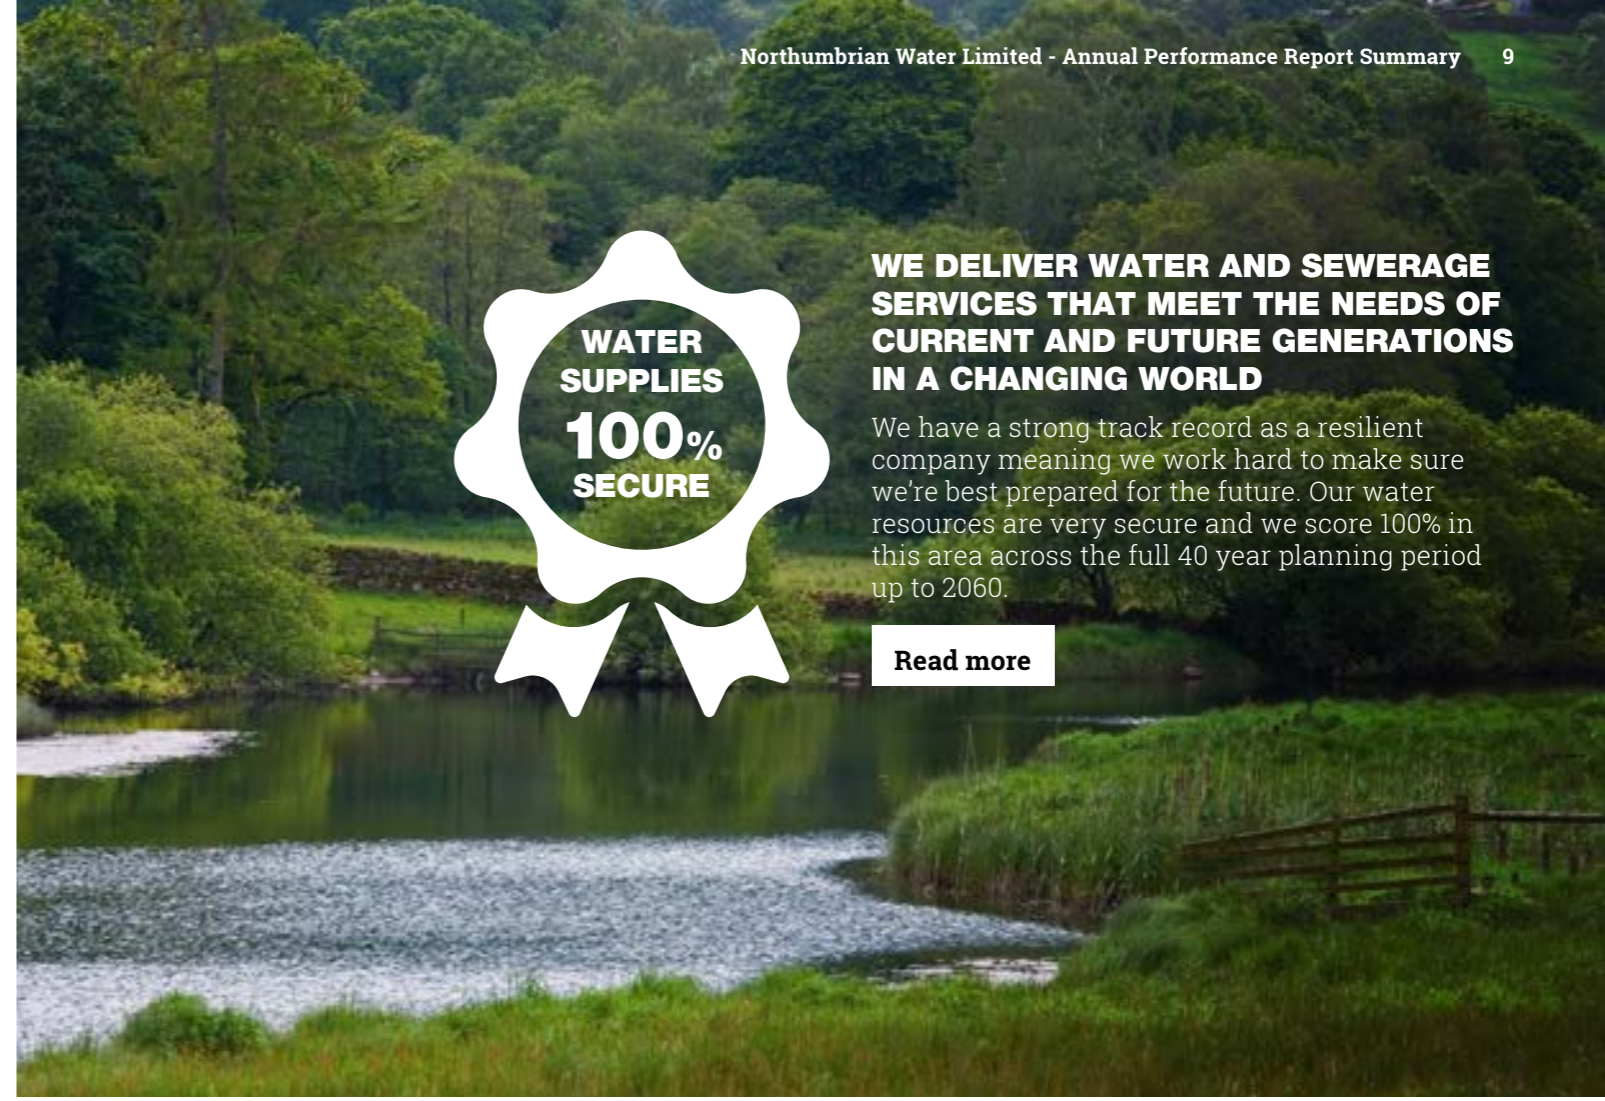 Northumbrian Water Limited - Annual Performance Report Summary 9
WATER
SUPPLIES
100%
SECURE
WE DELIVER WATER AND SEWERAGE
SERVICES THAT MEET THE NEEDS OF
CURRENT AND FUTURE GENERATIONS
IN A CHANGING WORLD
We have a strong track record as a resilient
company meaning we work hard to make sure
we're best prepared for the future. Our water
resources are very secure and we score 100% in
this area across the full 40 year planning period
up to 2060.
Read more